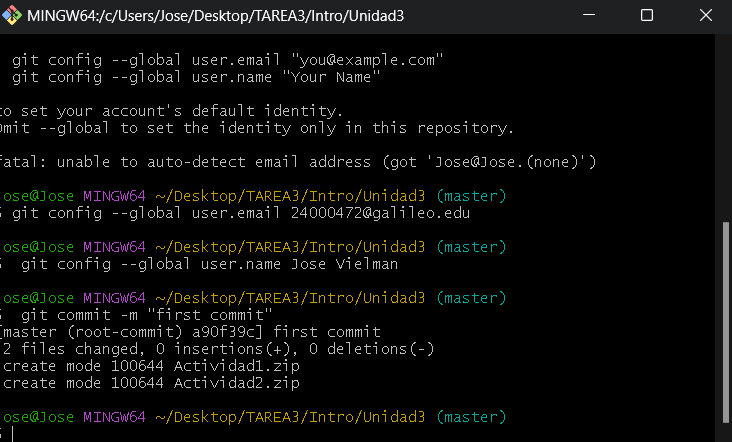 MINGW64:/c/Users/Jose/Desktop/TAREA3/Intro/Unidad3
git config --global user.email "you@example.com"
git config --global user.name "Your Name"
to set your account's default identity.
Omit --global to set the identity only in this repository.
fatal: unable to auto-detect email address (got 'Jose@Jose.(none)')
Jose@Jose MINGW64 ~/Desktop/TAREA3/Intro/Unidad3 (master)
$ git config --global user.email 24000472@galileo.edu
Jose@Jose MINGW64 ~/Desktop/TAREA3/Intro/Unidad3 (master)
$  git config --global user.name Jose Vielman
Jose@Jose MINGW64 ~/Desktop/TAREA3/Intro/Unidad3 (master)
$  git commit -m "first commit"
[master (root-commit) a90f39c] first commit
2 files changed, 0 insertions(+), 0 deletions(-)
create mode 100644 Actividad1.zip
create mode 100644 Actividad2.zip
Jose@Jose MINGW64 ~/Desktop/TAREA3/Intro/Unidad3 (master)
$